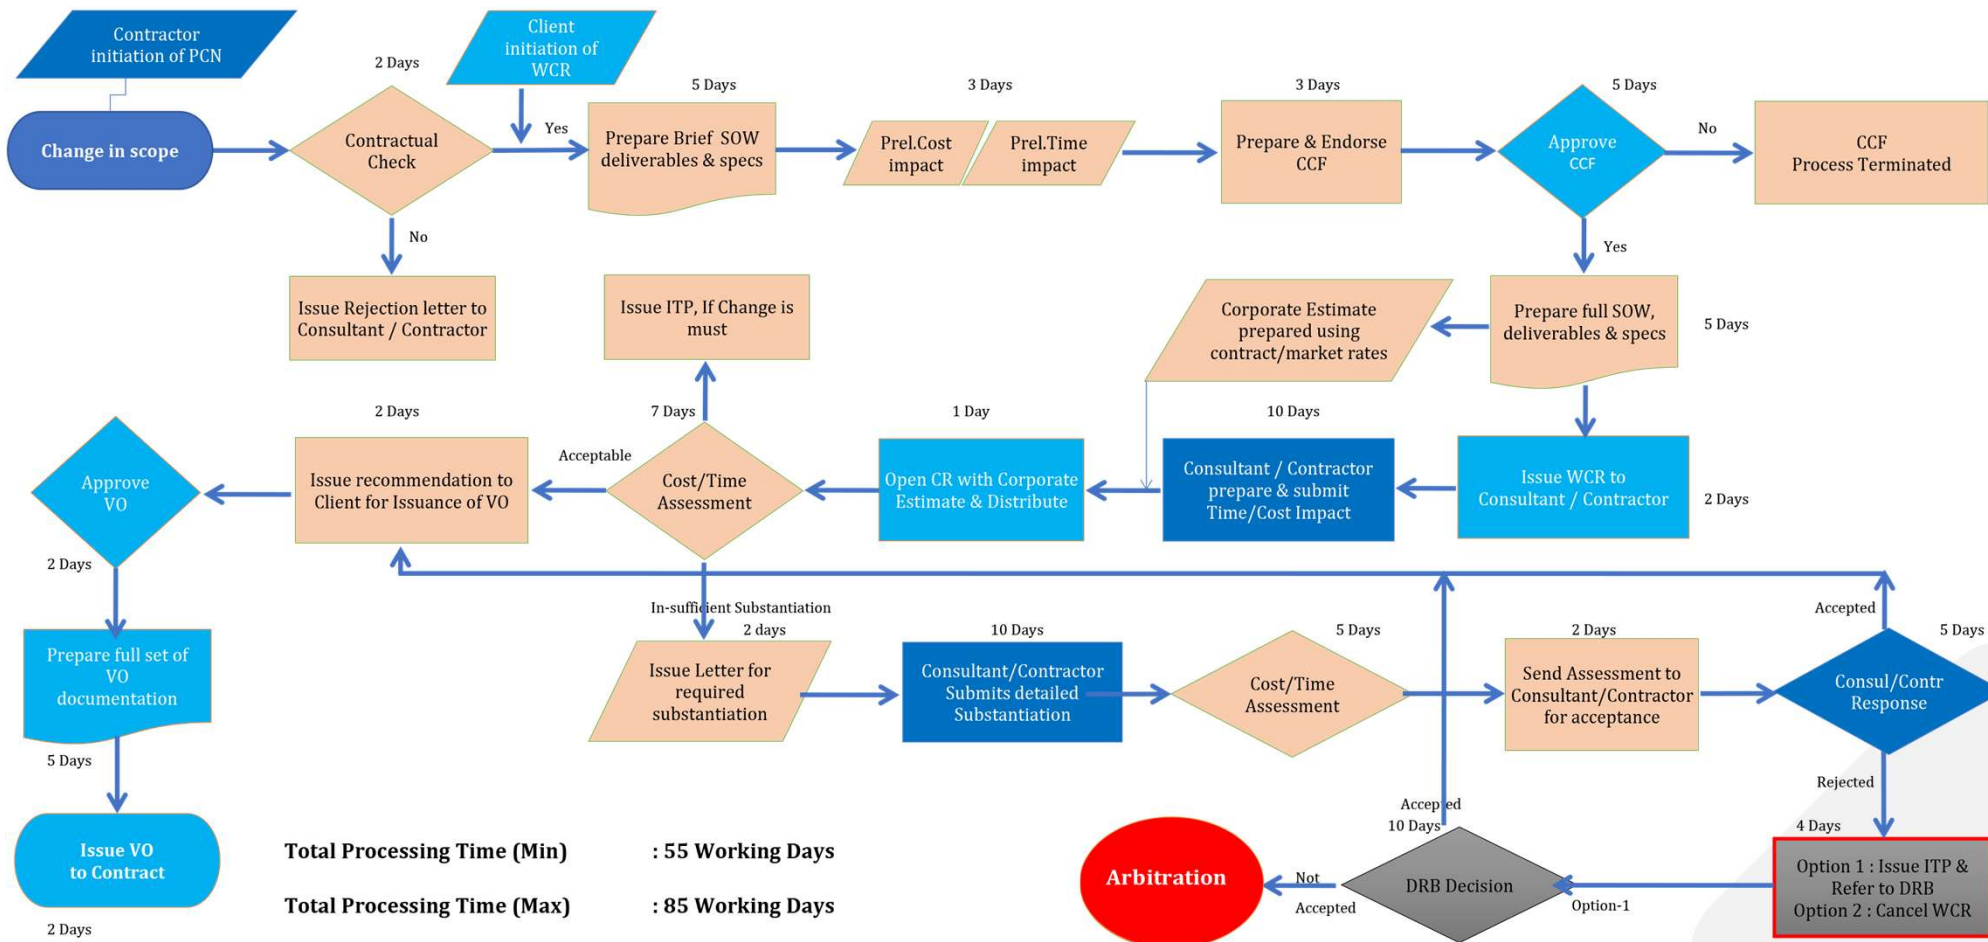 Contractor
initiation of PCN
Client
initiation of
WCR
2 Days
5 Days
3 Days
3 Days
5 Days
Change in scope
Contractual
Check
Yes
Prepare Brief SOW
deliverables & specs
Prel.Cost
impact
Prel.Time
impact
Prepare & Endorse
CCF
Approve
CCF
No
CCF
Process Terminated
No
Yes
Issue Rejection letter to
Consultant / Contractor
Issue ITP, If Change is
must
Corporate Estimate
prepared using
contract/market rates
Prepare full SOW,
deliverables & specs
5 Days
2 Days
7 Days
1 Day
10 Days
Approve
VO
Issue recommendation to
Client for Issuance of VO
Acceptable
Cost/Time
Assessment
Open CR with Corporate
Estimate & Distribute
Consultant / Contractor
prepare & submit
Time/Cost Impact
Issue WCR to
Consultant / Contractor
2 Days
2 Days
In-sufficient Substantiation
2 days
10 Days
5 Days
2 Days
Accepted
5 Days
Prepare full set of
VO
documentation
Issue Letter for
required
substantiation
Consultant/Contractor
Submits detailed
Substantiation
Cost/Time
Assessment
Send Assessment to
Consultant/Contractor
for acceptance
Consul/Contr
Response
5 Days
Rejected
Accepted
10 Days
4 Days
Issue VO
to Contract
Total Processing Time (Min) : 55 Working Days
Total Processing Time (Max) : 85 Working Days
Arbitration
Not
Accepted
DRB Decision
Option-1
Option 1 : Issue ITP &
Refer to DRB
Option 2 : Cancel WCR
2 Days